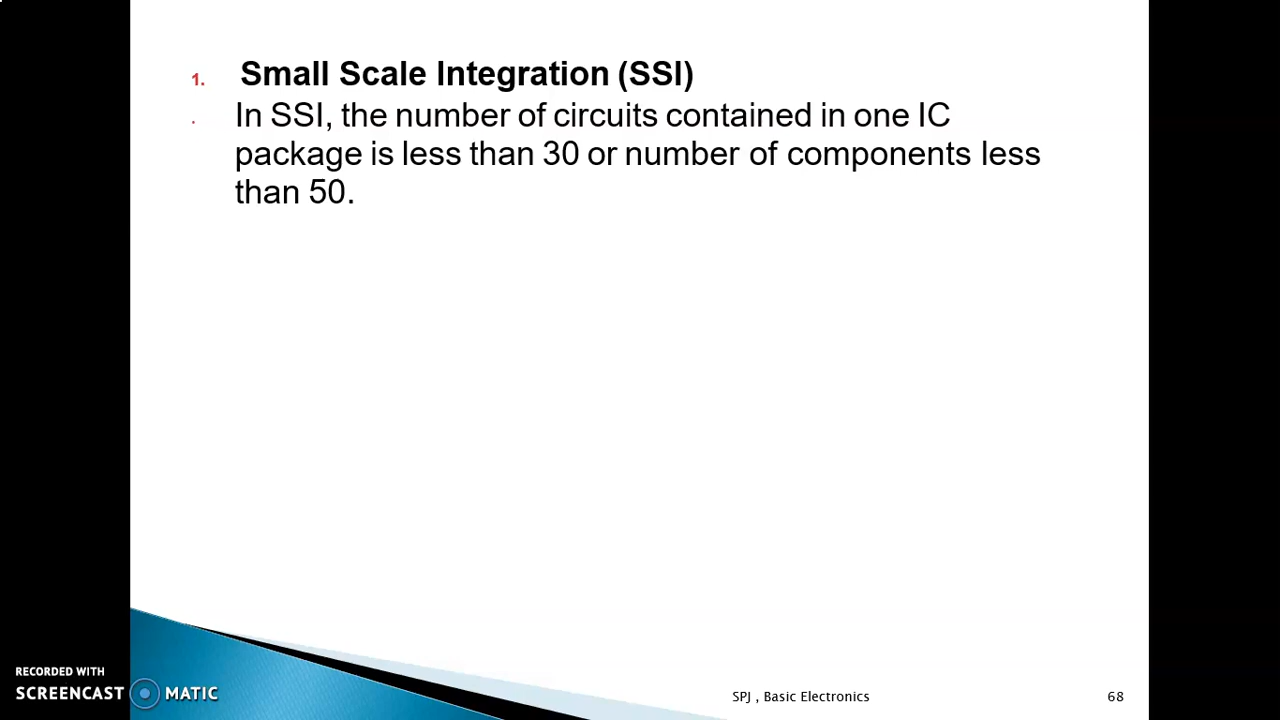 1. Small Scale Integration (SSI)
. In SSI, the number of circuits contained in one IC
package is less than 30 or number of components less
than 50.
RECORDED WITH
SCREENCAST MATIC
SPJ , Basic Electronics 68